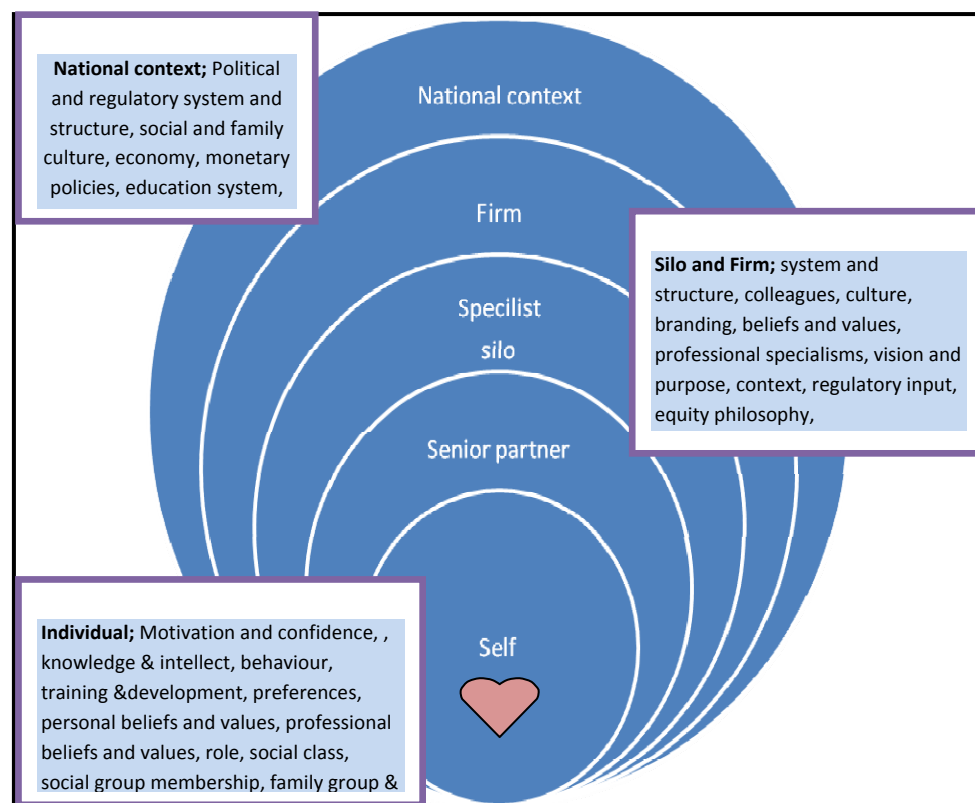 National context; Political
and regulatory system and
structure, social and family
culture, economy, monetary
policies, education system,
National context
Firm
Specilist
silo
Senior partner
Self
Silo and Firm; system and
structure, colleagues, culture,
branding, beliefs and values,
professional specialisms, vision and
purpose, context, regulatory input,
equity philosophy,
Individual; Motivation and confidence, ,
knowledge & intellect, behaviour,
training &development, preferences,
personal beliefs and values, professional
beliefs and values, role, social class,
social group membership, family group &